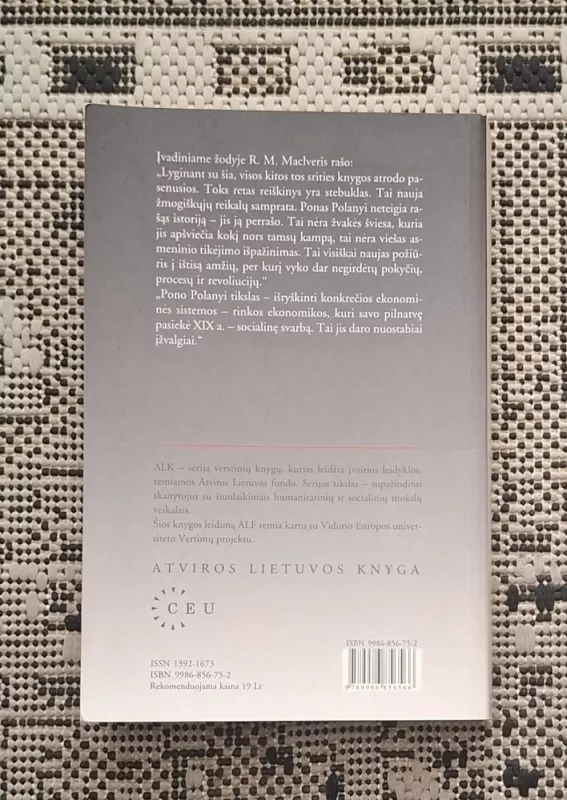 Įvadiniame žodyje R. M. MacIveris rašo:
„Lyginant su šia, visos kitos tos srities knygos atrodo pa-
senusios. Toks retas reiškinys yra stebuklas. Tai nauja
žmogiškųjų reikalų samprata. Ponas Polanyi neteigia ra-
šąs istoriją – jis ją perrašo. Tai nėra žvakės šviesa, kuria
jis apšviečia kokį nors tamsų kampą, tai nėra viešas as-
meninio tikėjimo išpažinimas. Tai visiškai naujas požiū-
ris į ištisą amžių, per kurį vyko dar negirdėtų pokyčių,
procesų ir revoliucijų.“
„Pono Polanyi tikslas – išryškinti konkrečios ekonomi-
nės sistemos – rinkos ekonomikos, kuri savo pilnatvę
pasiekė XIX a. – socialinę svarbą. Tai jis daro nuostabiai
įžvalgiai.“
ALK – serija verstinių knygų, kurias leidžia įvairios leidyklos,
remiamos Atviros Lietuvos fondo. Serijos tikslas – supažindinti
skaitytojus su šiuolaikiniais humanitarinių ir socialinių mokslų
veikalais.
Šios knygos leidimą ALF remia kartu su Vidurio Europos univer-
siteto Vertimų projektu.
ATVIROS LIETUVOS KNYGA
CEU
ISBN 9986-856-75-2
ISSN 1392-1673
ISBN 9986-856-75-2
Rekomenduojama kaina 19 Lt